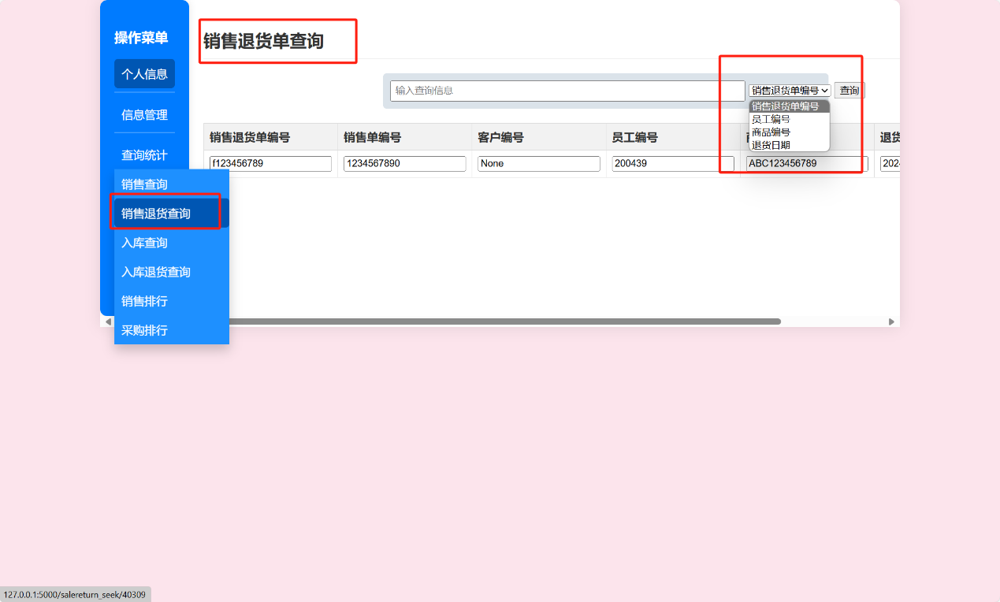 操作菜单
个人信息
信息管理
查询统计
销售查询
销售退货查询
入库查询
入库退货查询
销售排行
采购排行
销售退货单查询
输入查询信息
销售退货单编号
查询
销售退货单编号
员工编号
商品编号
退货日期
销售退货单编号 销售单编号 客户编号 员工编号 退货
f123456789 1234567890 None 200439 ABC123456789 202
127.0.0.1:5000/salereturn_seek/40309